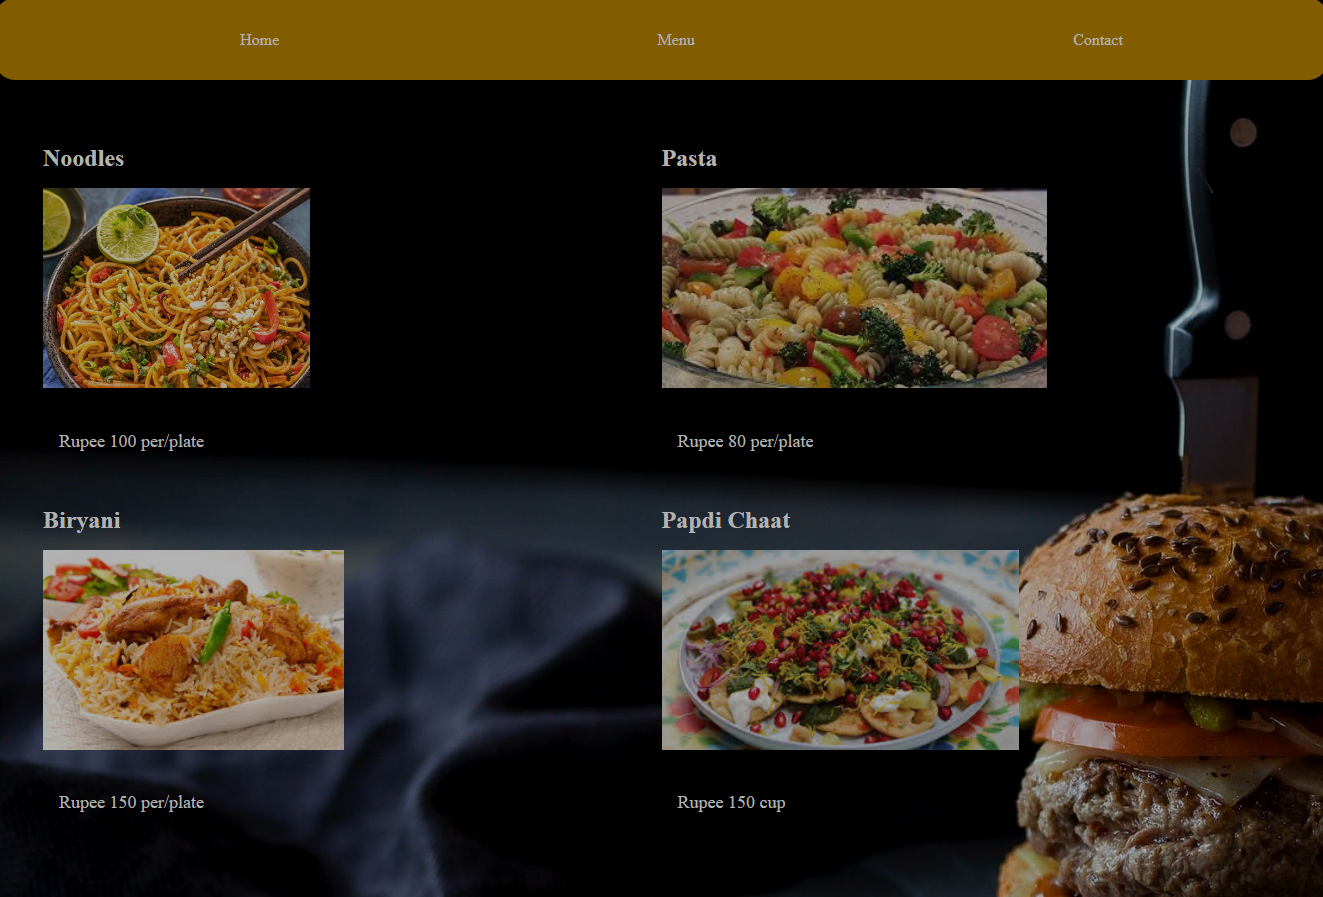 Home Menu Contact
Noodles
Rupee 100 per/plate
Pasta
Rupee 80 per/plate
Biryani
Rupee 150 per/plate
Papdi Chaat
Rupee 150 cup